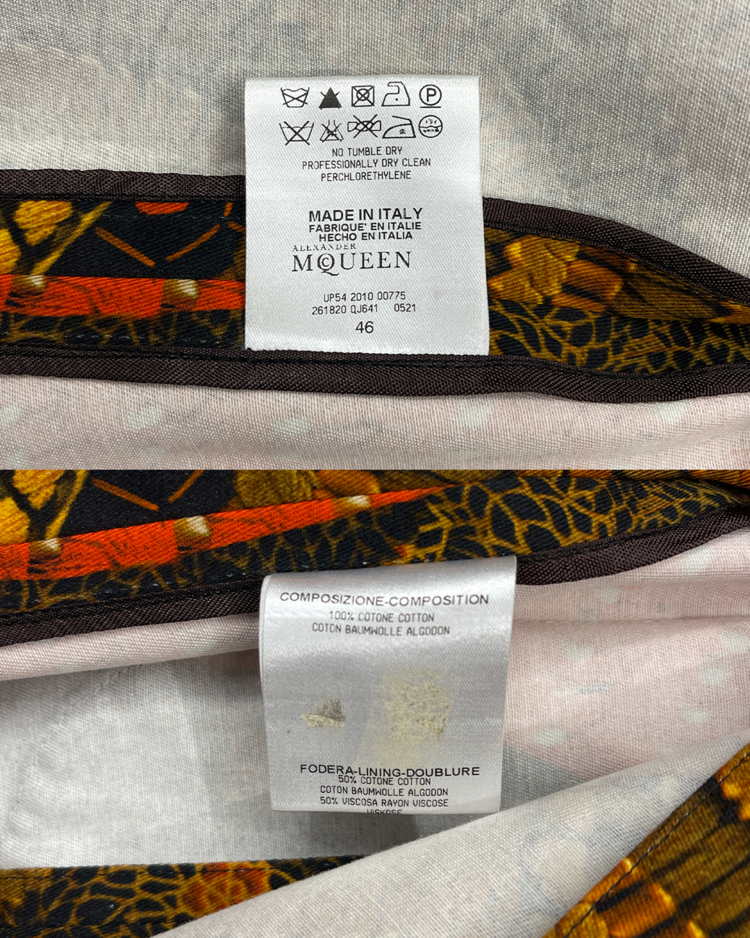 P
NO TUMBLE DRY
PROFESSIONALLY DRY CLEAN
PERCHLORETHYLENE
MADE IN ITALY
FABRIQUE' EN ITALIE
HECHO EN ITALIA
ALEXANDER
MCQUEEN
UP54 2010 00775
261820 QJ641 0521
46
COMPOSIZIONE-COMPOSITION
100% COTONE COTTON
COTON BAUMWOLLE ALGODON
FODERA-LINING-DOUBLURE
50% COTONE COTTON
COTON BAUMWOLLE ALGODON
50% VISCOSA RAYON VISCOSE
VISKOSE